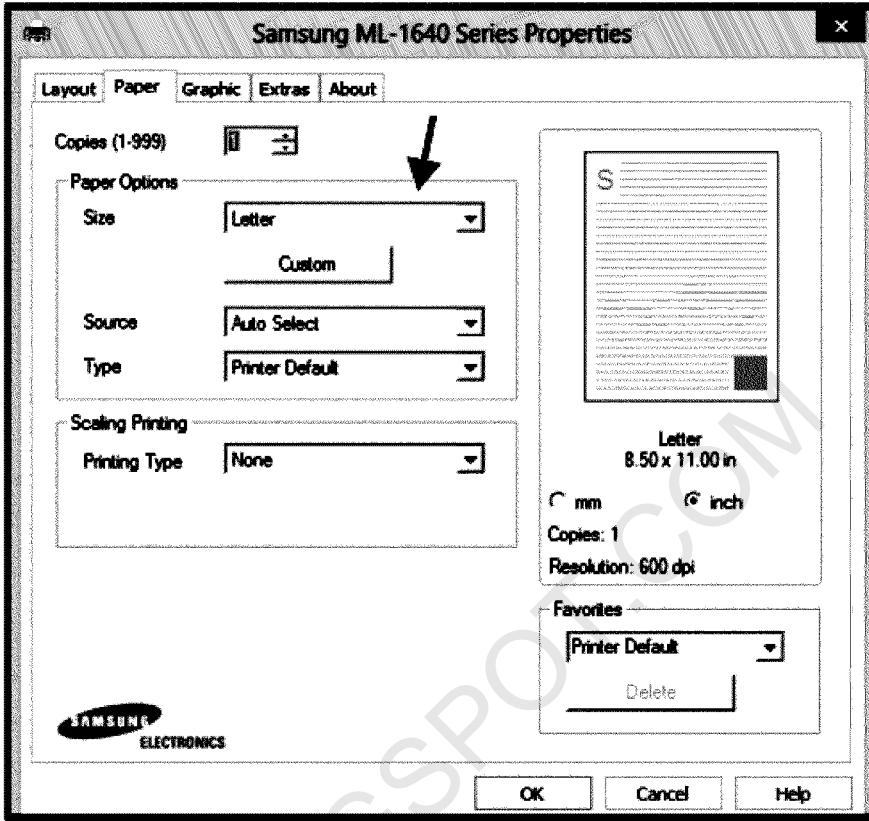 Samsung ML-1640 Series Properties
Layout Paper Graphic Extras About
Copies (1-999) 1
Paper Options
Size Letter
Custom
Source Auto Select
Type Printer Default
Scaling Printing
Printing Type None
S
Letter
8.50 x 11.00 in
mm inch
Copies: 1
Resolution: 600 dpi
Favorites
Printer Default
Delete
SAMSUNG
ELECTRONICS
OK Cancel Help
GSPOT.COM